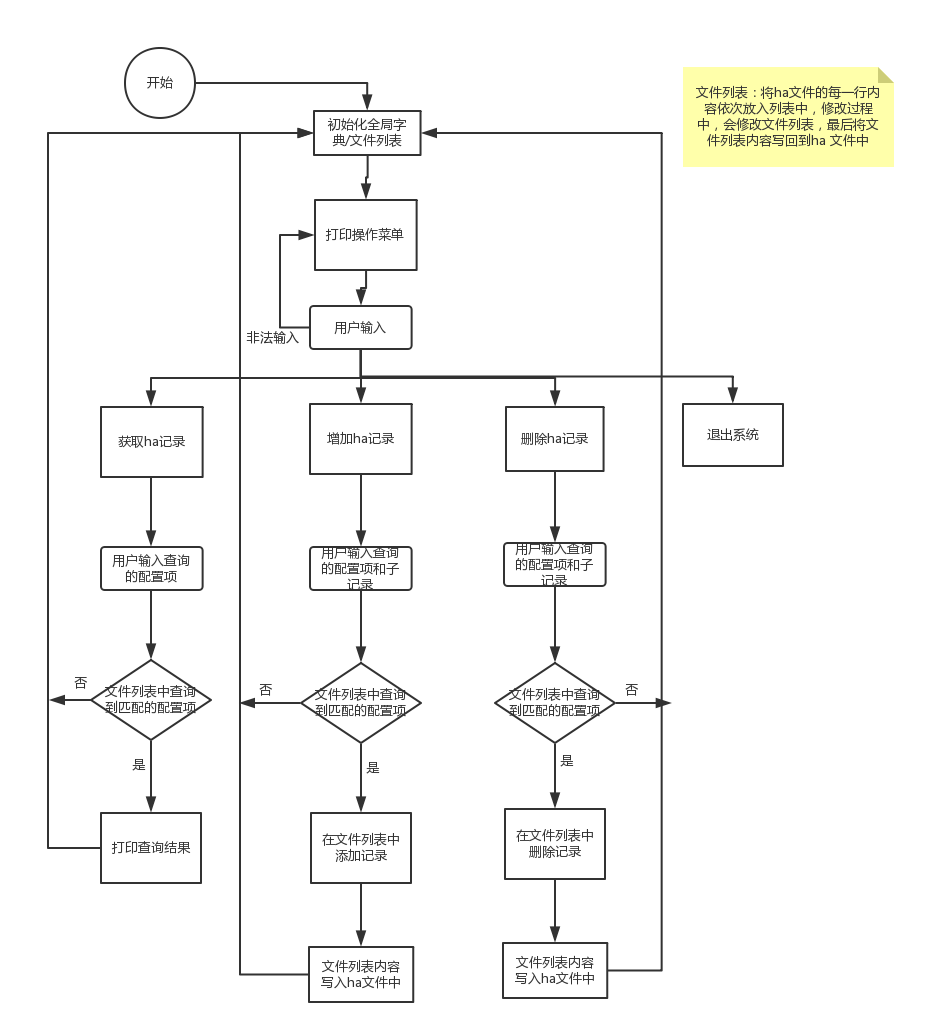 开始
文件列表：将ha文件的每一行内
容依次放入列表中，修改过程
中，会修改文件列表，最后将文
件列表内容写回到ha 文件中
初始化全局字
典/文件列表
打印操作菜单
用户输入
非法输入
获取ha记录
增加ha记录
删除ha记录
退出系统
用户输入查询
的配置项
用户输入查询
的配置项和子
记录
用户输入查询
的配置项和子
记录
否
文件列表中查询
到匹配的配置项
否
文件列表中查询
到匹配的配置项
文件列表中查询
到匹配的配置项
否
是
是
是
打印查询结果
在文件列表中
添加记录
在文件列表中
删除记录
文件列表内容
写入ha文件中
文件列表内容
写入ha文件中